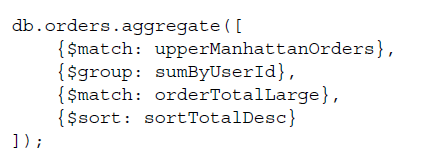 db.orders.aggregate([
    {$match: upperManhattanOrders},
    {$group: sumByUserId},
    {$match: orderTotalLarge},
    {$sort: sortTotalDesc}
]);